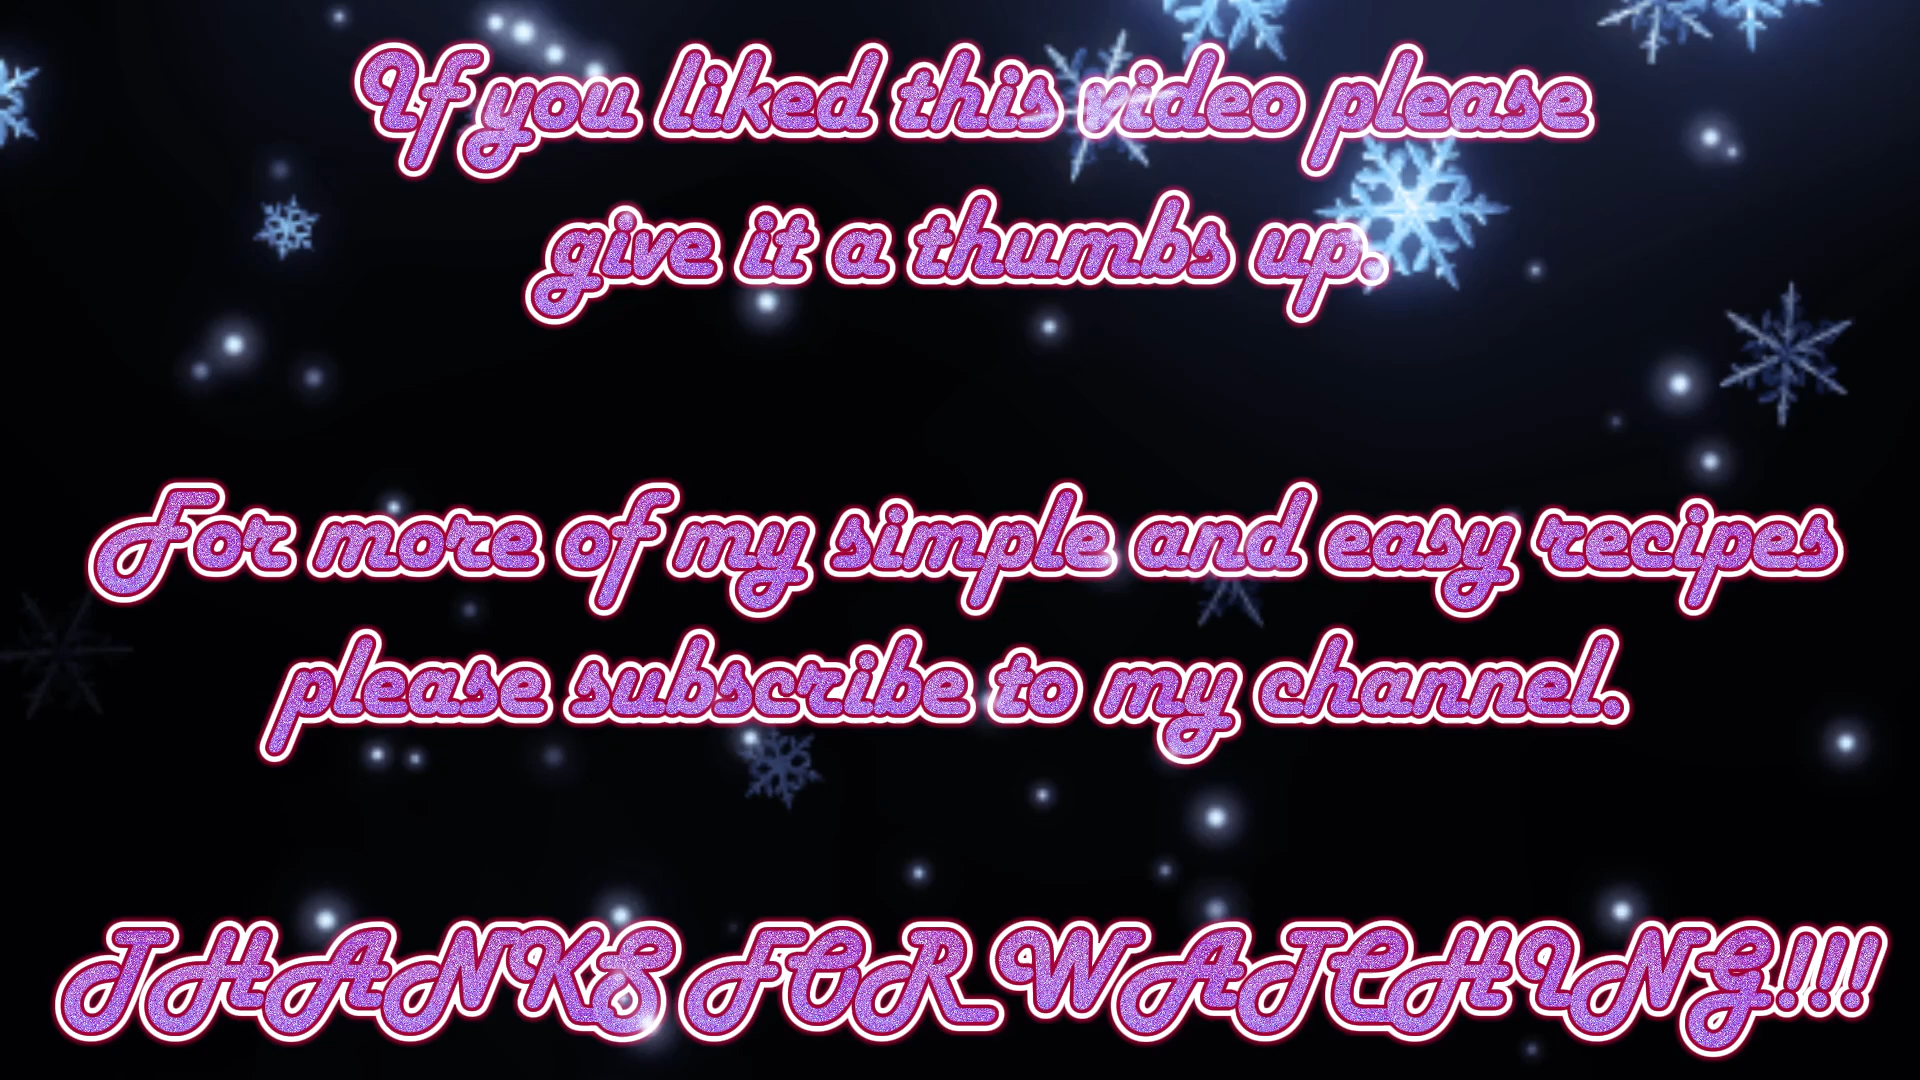 If you liked this video please
give it a thumbs up.
For more of my simple and easy recipes
please subscribe to my channel.
THANKS FOR WATCHING!!!